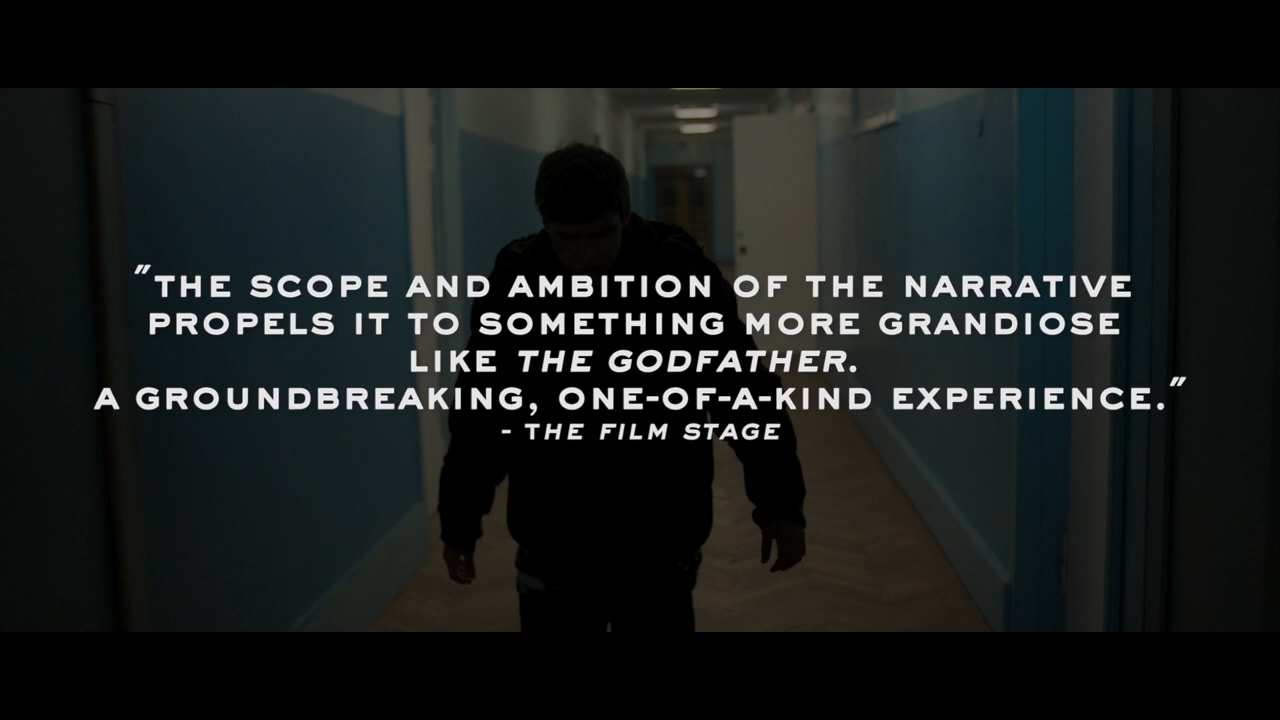 "THE SCOPE AND AMBITION OF THE NARRATIVE
PROPELS IT TO SOMETHING MORE GRANDIOSE
LIKE THE GODFATHER.
A GROUNDBREAKING, ONE-OF-A-KIND EXPERIENCE."
- THE FILM STAGE